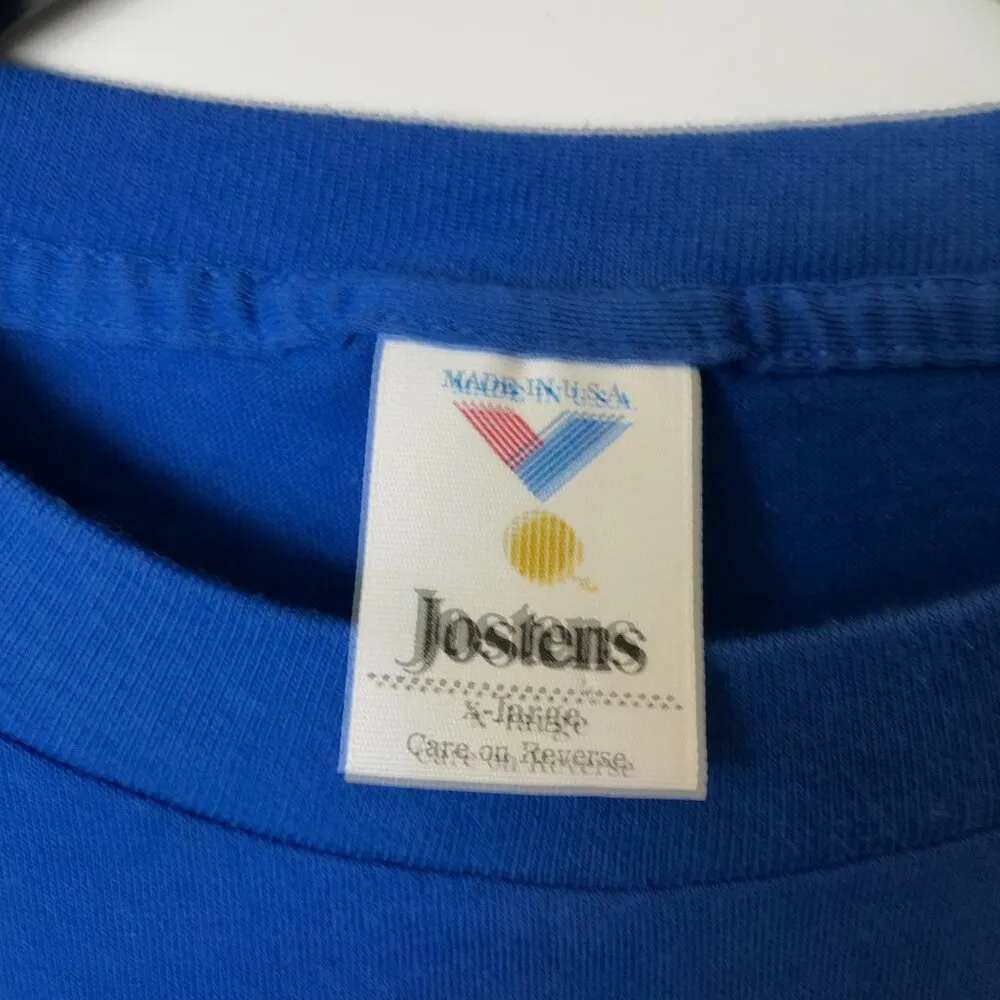 MADE IN U.S.A.
Jostens
X-large
Care on Reverse